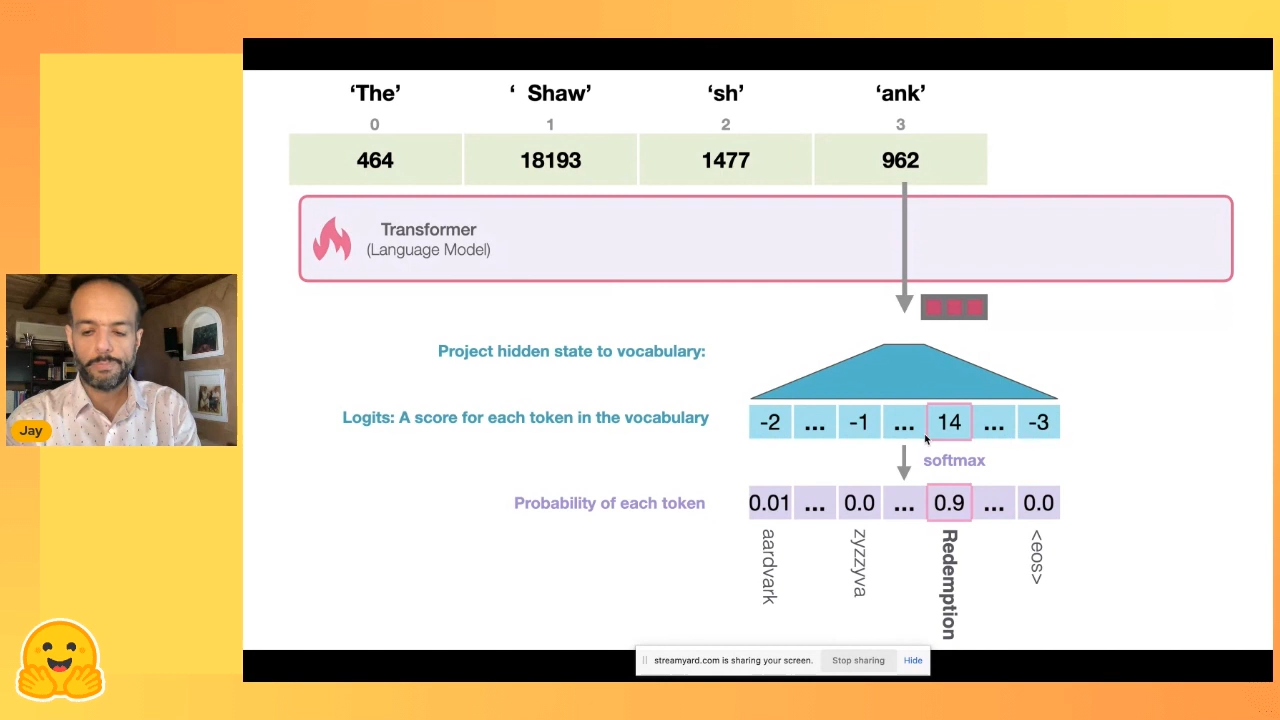 ‘The’ ‘ Shaw’ ‘sh’ ‘ank’
0 1 2 3
464 18193 1477 962
Transformer
(Language Model)
Project hidden state to vocabulary:
Logits: A score for each token in the vocabulary
-2 ... -1 ... 14 ... -3
softmax
Probability of each token
0.01 ... 0.0 ... 0.9 ... 0.0
aardvark zyzzyva Redemption <eos>
Jay
streamyard.com is sharing your screen. Stop sharing Hide